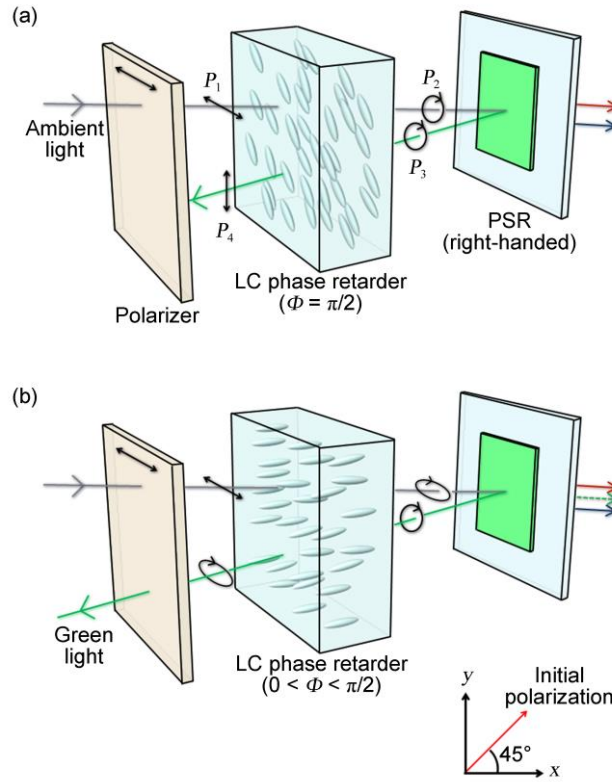 (a)
P1
P2
Ambient
light
P3
P4
PSR
(right-handed)
LC phase retarder
(Φ = π/2)
Polarizer
(b)
Green
light
LC phase retarder
(0 < Φ < π/2)
y
Initial
polarization
45°
x